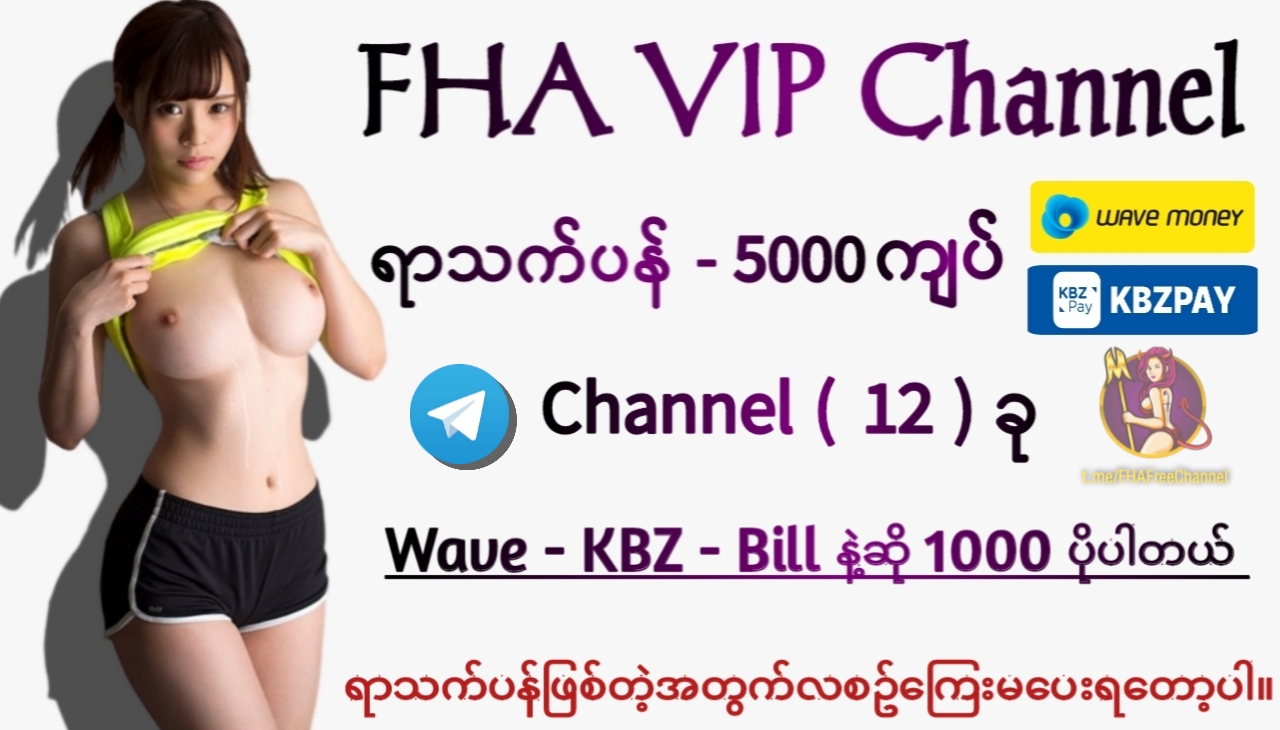 FHA VIP Channel
ရာသက်ပန် - 5000 ကျပ်
WAVE MONEY
KBZ Pay
KBZPAY
Channel ( 12 ) ခု
t.me/FHAFreeChannel
Wave - KBZ - Bill နဲ့ဆို 1000 ပိုပါတယ်
ရာသက်ပန်ဖြစ်တဲ့အတွက်လစဥ်ကြေးမပေးရတော့ပါ။